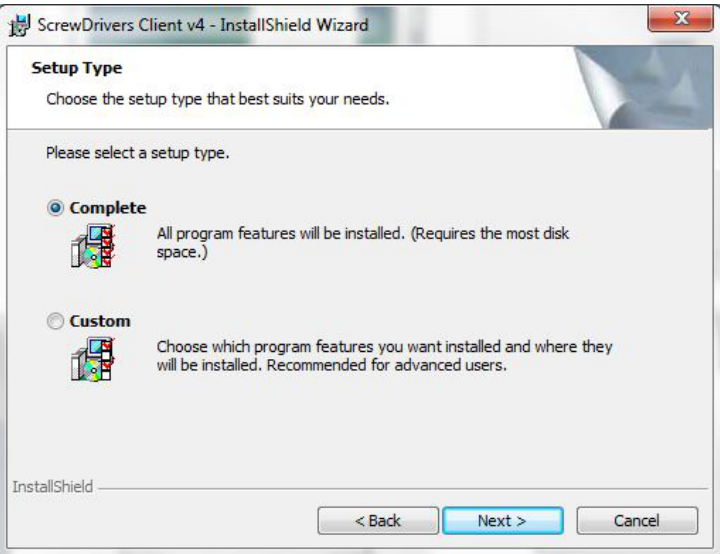 ScrewDrivers Client v4 - InstallShield Wizard
Setup Type
Choose the setup type that best suits your needs.
Please select a setup type.
Complete
All program features will be installed. (Requires the most disk
space.)
Custom
Choose which program features you want installed and where they
will be installed. Recommended for advanced users.
InstallShield
< Back
Next >
Cancel